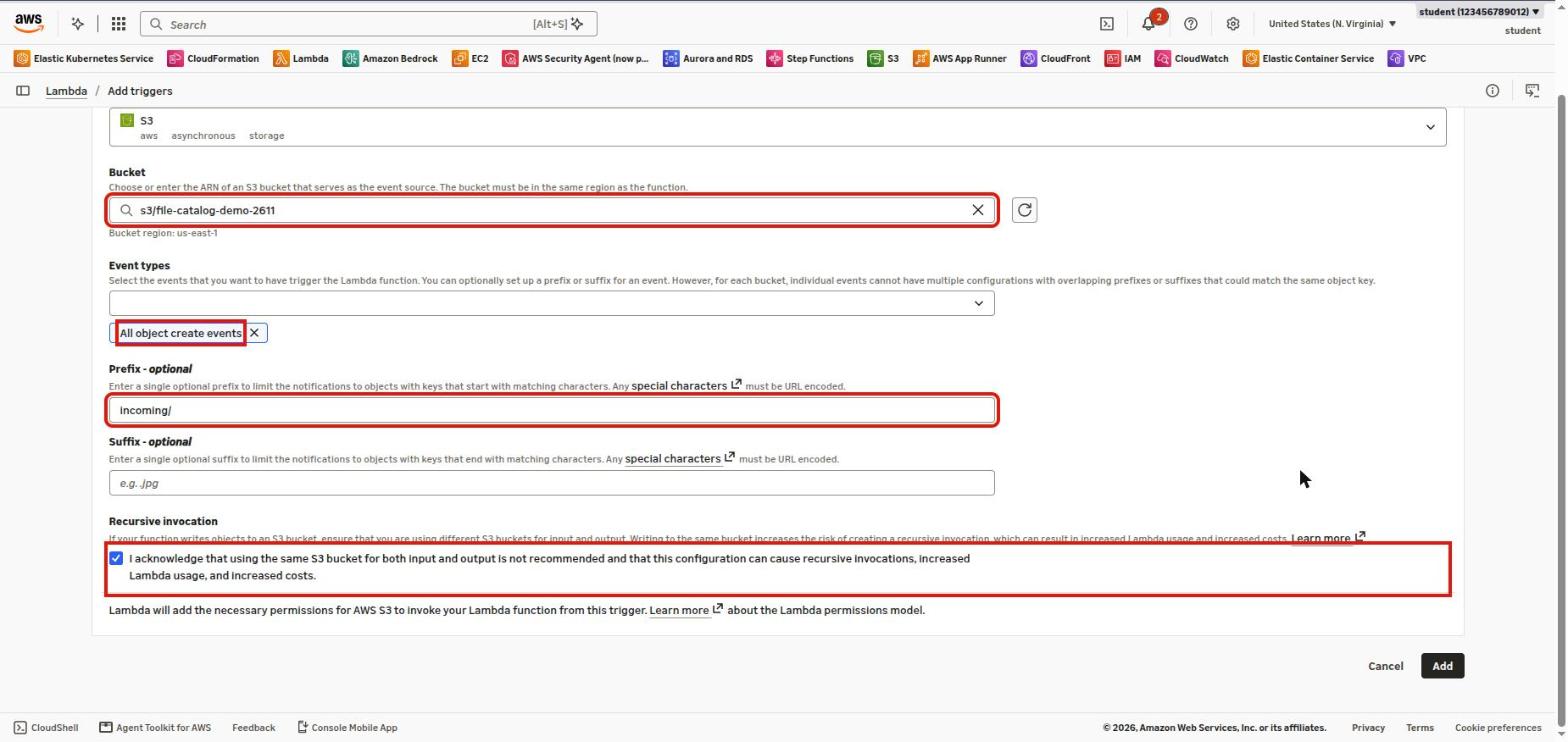 aws
Search
[Alt+S]
2
United States (N. Virginia)
student (123456789012)
student
Elastic Kubernetes Service
CloudFormation
Lambda
Amazon Bedrock
EC2
AWS Security Agent (now p...
Aurora and RDS
Step Functions
S3
AWS App Runner
CloudFront
IAM
CloudWatch
Elastic Container Service
VPC
Lambda / Add triggers
S3
aws asynchronous storage
Bucket
Choose or enter the ARN of an S3 bucket that serves as the event source. The bucket must be in the same region as the function.
s3/file-catalog-demo-2611
Bucket region: us-east-1
Event types
Select the events that you want to have trigger the Lambda function. You can optionally set up a prefix or suffix for an event. However, for each bucket, individual events cannot have multiple configurations with overlapping prefixes or suffixes that could match the same object key.
All object create events
Prefix - optional
Enter a single optional prefix to limit the notifications to objects with keys that start with matching characters. Any special characters must be URL encoded.
incoming/
Suffix - optional
Enter a single optional suffix to limit the notifications to objects with keys that end with matching characters. Any special characters must be URL encoded.
e.g. .jpg
Recursive invocation
If your function writes objects to an S3 bucket, ensure that you are using different S3 buckets for input and output. Writing to the same bucket increases the risk of creating a recursive invocation, which can result in increased Lambda usage and increased costs. Learn more
I acknowledge that using the same S3 bucket for both input and output is not recommended and that this configuration can cause recursive invocations, increased
Lambda usage, and increased costs.
Lambda will add the necessary permissions for AWS S3 to invoke your Lambda function from this trigger. Learn more about the Lambda permissions model.
Cancel
Add
CloudShell
Agent Toolkit for AWS
Feedback
Console Mobile App
© 2026, Amazon Web Services, Inc. or its affiliates.
Privacy
Terms
Cookie preferences